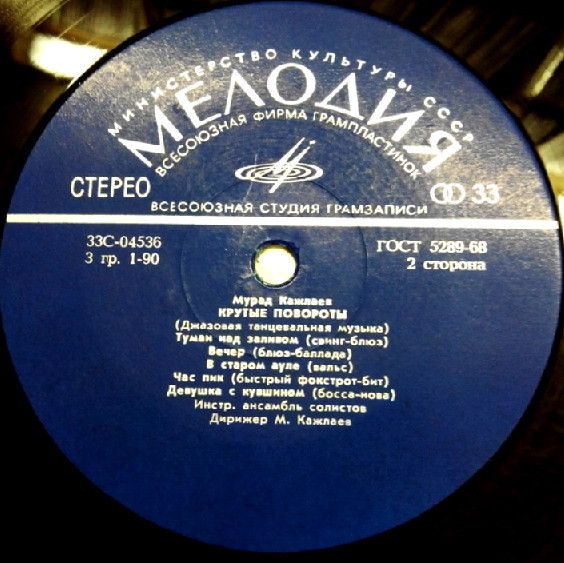 МИНИСТЕРСТВО КУЛЬТУРЫ СССР
МЕЛОДИЯ
ВСЕСОЮЗНАЯ ФИРМА ГРАМПЛАСТИНОК
СТЕРЕО
33
ВСЕСОЮЗНАЯ СТУДИЯ ГРАМЗАПИСИ
33С-04536
ГОСТ 5289-68
3 гр. 1-90
2 сторона
Мурад Кажлаев
КРУТЫЕ ПОВОРОТЫ
(Джазовая танцевальная музыка)
Туман над заливом (свинг-блюз)
Вечер (блюз-баллада)
В старом ауле (вальс)
Час пик (быстрый фокстрот-бит)
Девушка с кувшином (босса-нова)
Инстр. ансамбль солистов
Дирижер М. Кажлаев